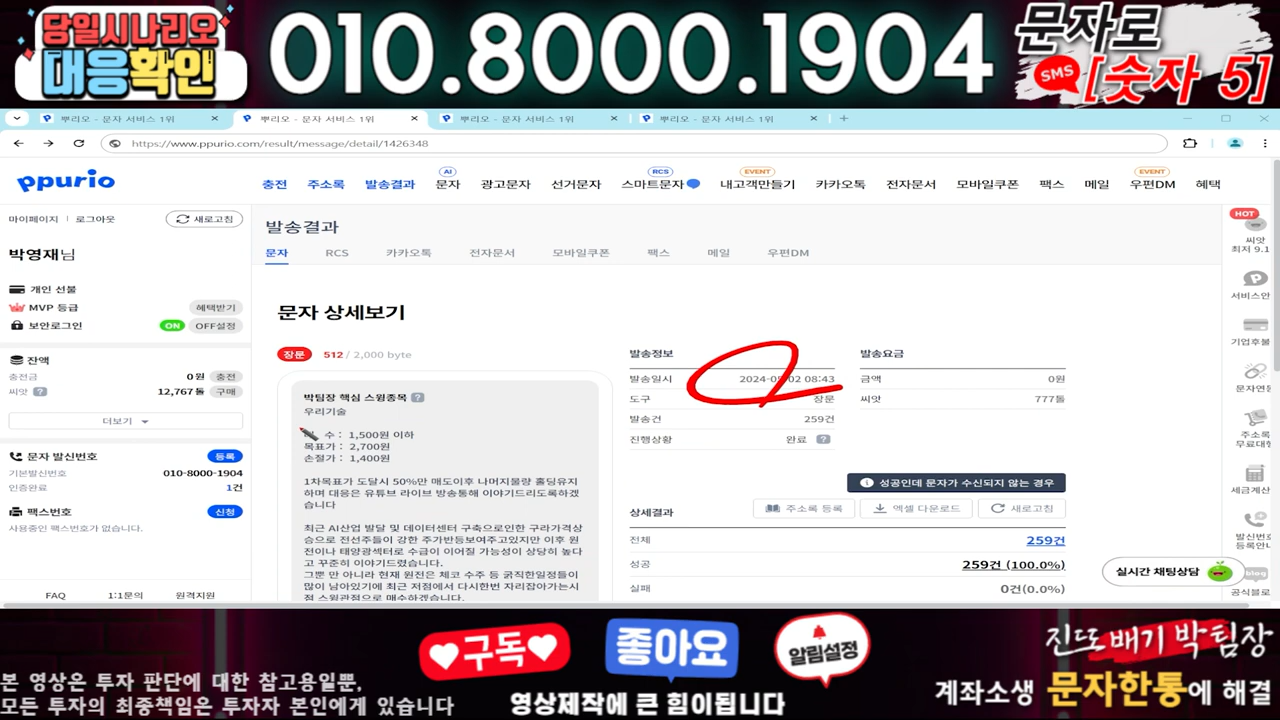 당일시나리오
대응확인
010.8000.1904
문자로
SMS
[숫자 5]
뿌리오 - 문자 서비스 1위
뿌리오 - 문자 서비스 1위
뿌리오 - 문자 서비스 1위
뿌리오 - 문자 서비스 1위
https://www.ppurio.com/result/message/detail/1426348
ppurio
AI
RCS
EVENT
EVENT
충전 주소록 발송결과 문자 광고문자 선거문자 스마트문자 내고객만들기 카카오톡 전자문서 모바일쿠폰 팩스 메일 우편DM 혜택
마이페이지 | 로그아웃
새로고침
박영재님
개인 선불
MVP 등급 혜택받기
보안로그인 ON OFF설정
잔액
충전금 0원 충전
씨앗 ? 12,767톨 구매
더보기
문자 발신번호 등록
기본발신번호 010-8000-1904
인증완료 1건
팩스번호 신청
사용중인 팩스번호가 없습니다.
FAQ 1:1문의 원격지원
발송결과
문자 RCS 카카오톡 전자문서 모바일쿠폰 팩스 메일 우편DM
문자 상세보기
장문 512 / 2,000 byte
박팀장 핵심 스윙종목 ?
우리기술
수 : 1,500원 이하
목표가 : 2,700원
손절가 : 1,400원
1차목표가 도달시 50%만 매도이후 나머지물량 홀딩유지
하며 대응은 유튜브 라이브 방송통해 이야기드리도록하겠
습니다
최근 AI산업 발달 및 데이터센터 구축으로인한 구라가격상
승으로 전선주들이 강한 주가반등보여주고있지만 이후 원
전이나 태양광섹터로 수급이 이어질 가능성이 상당히 높다
고 꾸준히 이야기드렸습니다.
그뿐 만 아니라 현재 원전은 체코 수주 등 굵직한일정들이
많이 남아있기에 최근 저점에서 다시한번 자리잡아가는시
점 스윙관점으로 매수하겠습니다.
발송정보
발송일시 2024-05-02 08:43
도구 장문
발송건 259건
진행상황 완료 ?
발송요금
금액 0원
씨앗 777톨
성공인데 문자가 수신되지 않는 경우
상세결과
주소록 등록 엑셀 다운로드 새로고침
전체 259건
성공 259건 (100.0%)
실패 0건(0.0%)
HOT
씨앗
최저 9.1
서비스안
기업후불
문자연동
주소록
무료대행
세금계산
발신번호
등록안내
blog
공식블로
실시간 채팅상담
구독
좋아요
알림설정
진또배기 박팀장
본 영상은 투자 판단에 대한 참고용일뿐,
모든 투자의 최종책임은 투자자 본인에게 있습니다
영상제작에 큰 힘이됩니다
계좌소생 문자한통에 해결